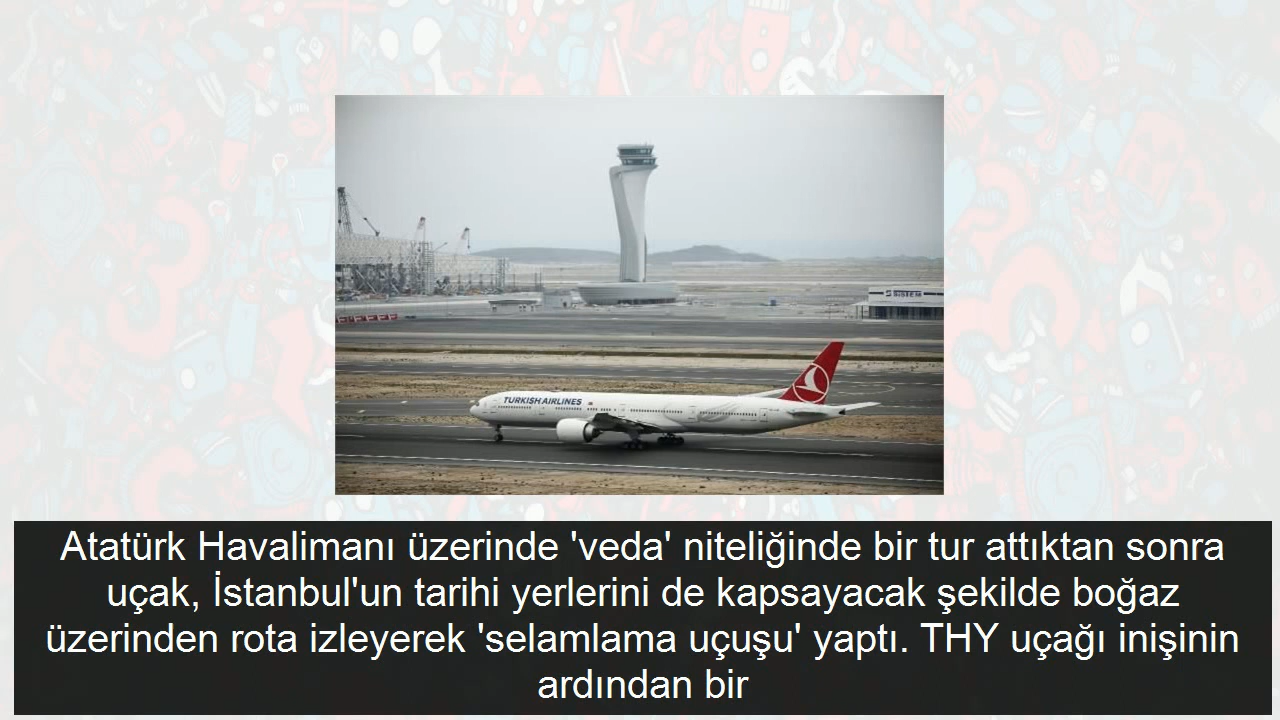 SISTEM
TURKISH AIRLINES
Atatürk Havalimanı üzerinde 'veda' niteliğinde bir tur attıktan sonra
uçak, İstanbul'un tarihi yerlerini de kapsayacak şekilde boğaz
üzerinden rota izleyerek 'selamlama uçuşu' yaptı. THY uçağı inişinin
ardından bir